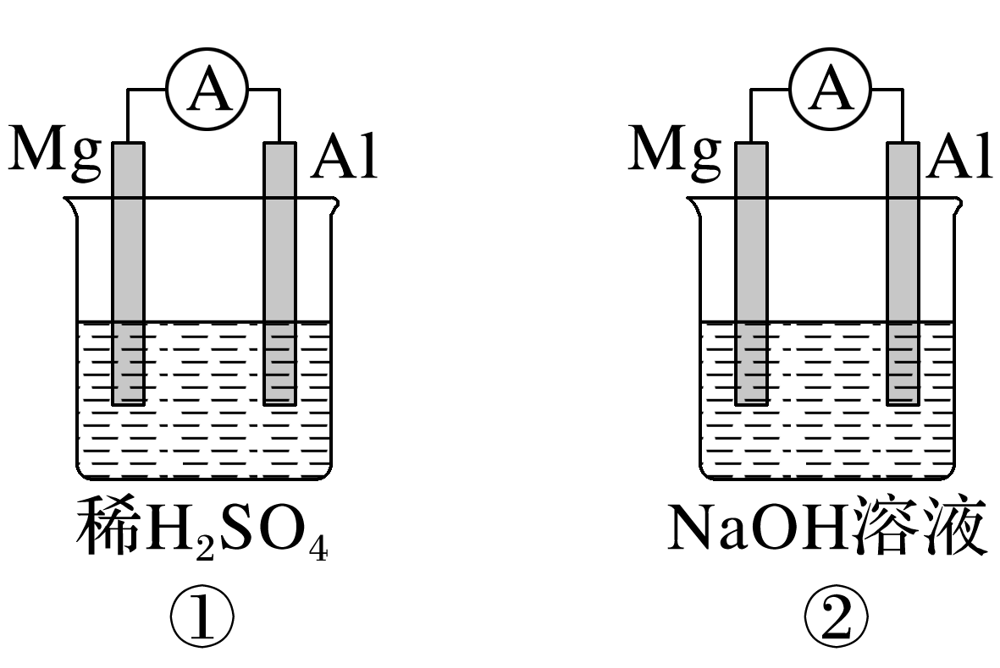 A
Mg Al
稀H₂SO₄
①
A
Mg Al
NaOH溶液
②